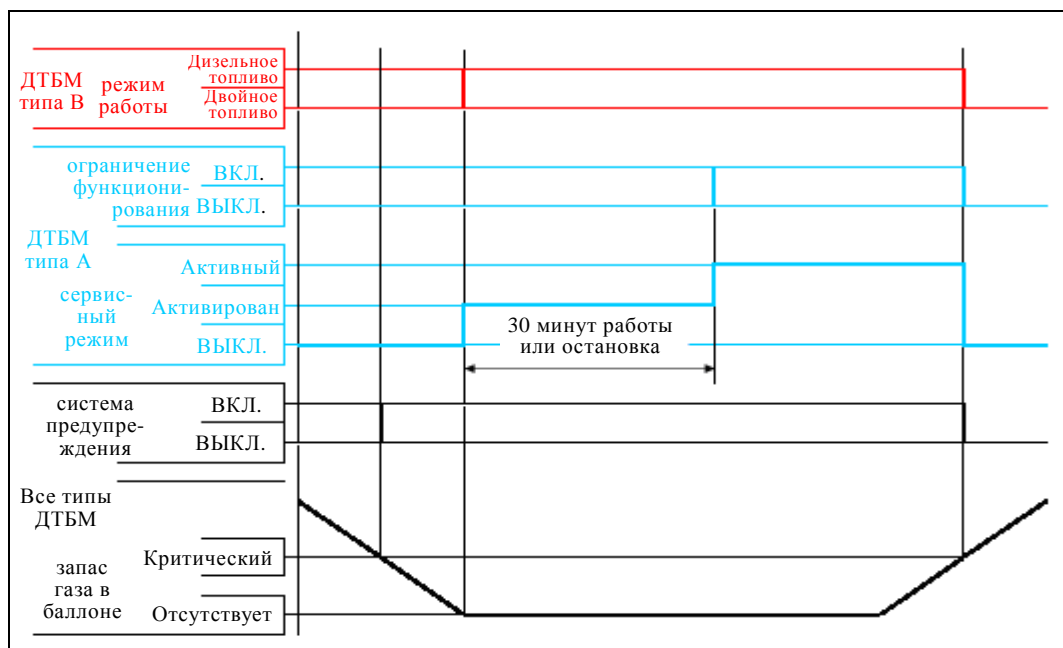 Дизельное
топливо
ДТБМ
типа В
режим
работы
Двойное
топливо
ограничение
функциони-
рования
ВКЛ.
ВЫКЛ.
ДТБМ
типа А
Активный
сервис-
ный
режим
Активирован
ВЫКЛ.
30 минут работы
или остановка
система
предупре-
ждения
ВКЛ.
ВЫКЛ.
Все типы
ДТБМ
Критический
запас
газа в
баллоне
Отсутствует